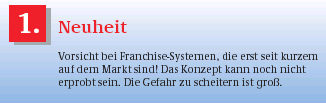 1. Neuheit
Vorsicht bei Franchise-Systemen, die erst seit kurzem
auf dem Markt sind! Das Konzept kann noch nicht
erprobt sein. Die Gefahr zu scheitern ist groß.